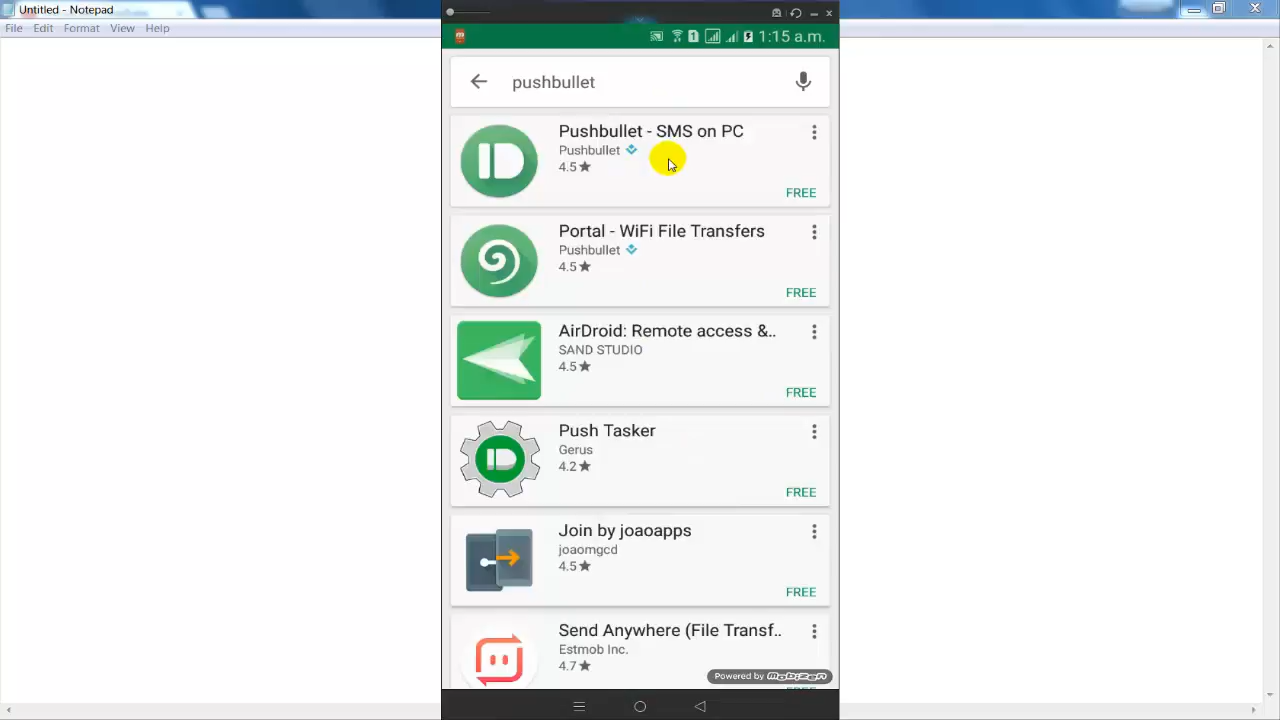 Untitled - Notepad
File Edit Format View Help
1 1:15 a.m.
pushbullet
Pushbullet - SMS on PC
Pushbullet
4.5★
FREE
Portal - WiFi File Transfers
Pushbullet
4.5★
FREE
AirDroid: Remote access &..
SAND STUDIO
4.5★
FREE
Push Tasker
Gerus
4.2★
FREE
Join by joaoapps
joaomgcd
4.5★
FREE
Send Anywhere (File Transf..
Estmob Inc.
4.7★
Powered by mobizen
FREE